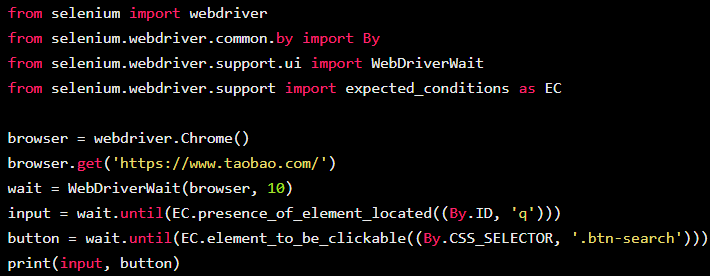 from selenium import webdriver
from selenium.webdriver.common.by import By
from selenium.webdriver.support.ui import WebDriverWait
from selenium.webdriver.support import expected_conditions as EC
browser = webdriver.Chrome()
browser.get('https://www.taobao.com/')
wait = WebDriverWait(browser, 10)
input = wait.until(EC.presence_of_element_located((By.ID, 'q')))
button = wait.until(EC.element_to_be_clickable((By.CSS_SELECTOR, '.btn-search')))
print(input, button)